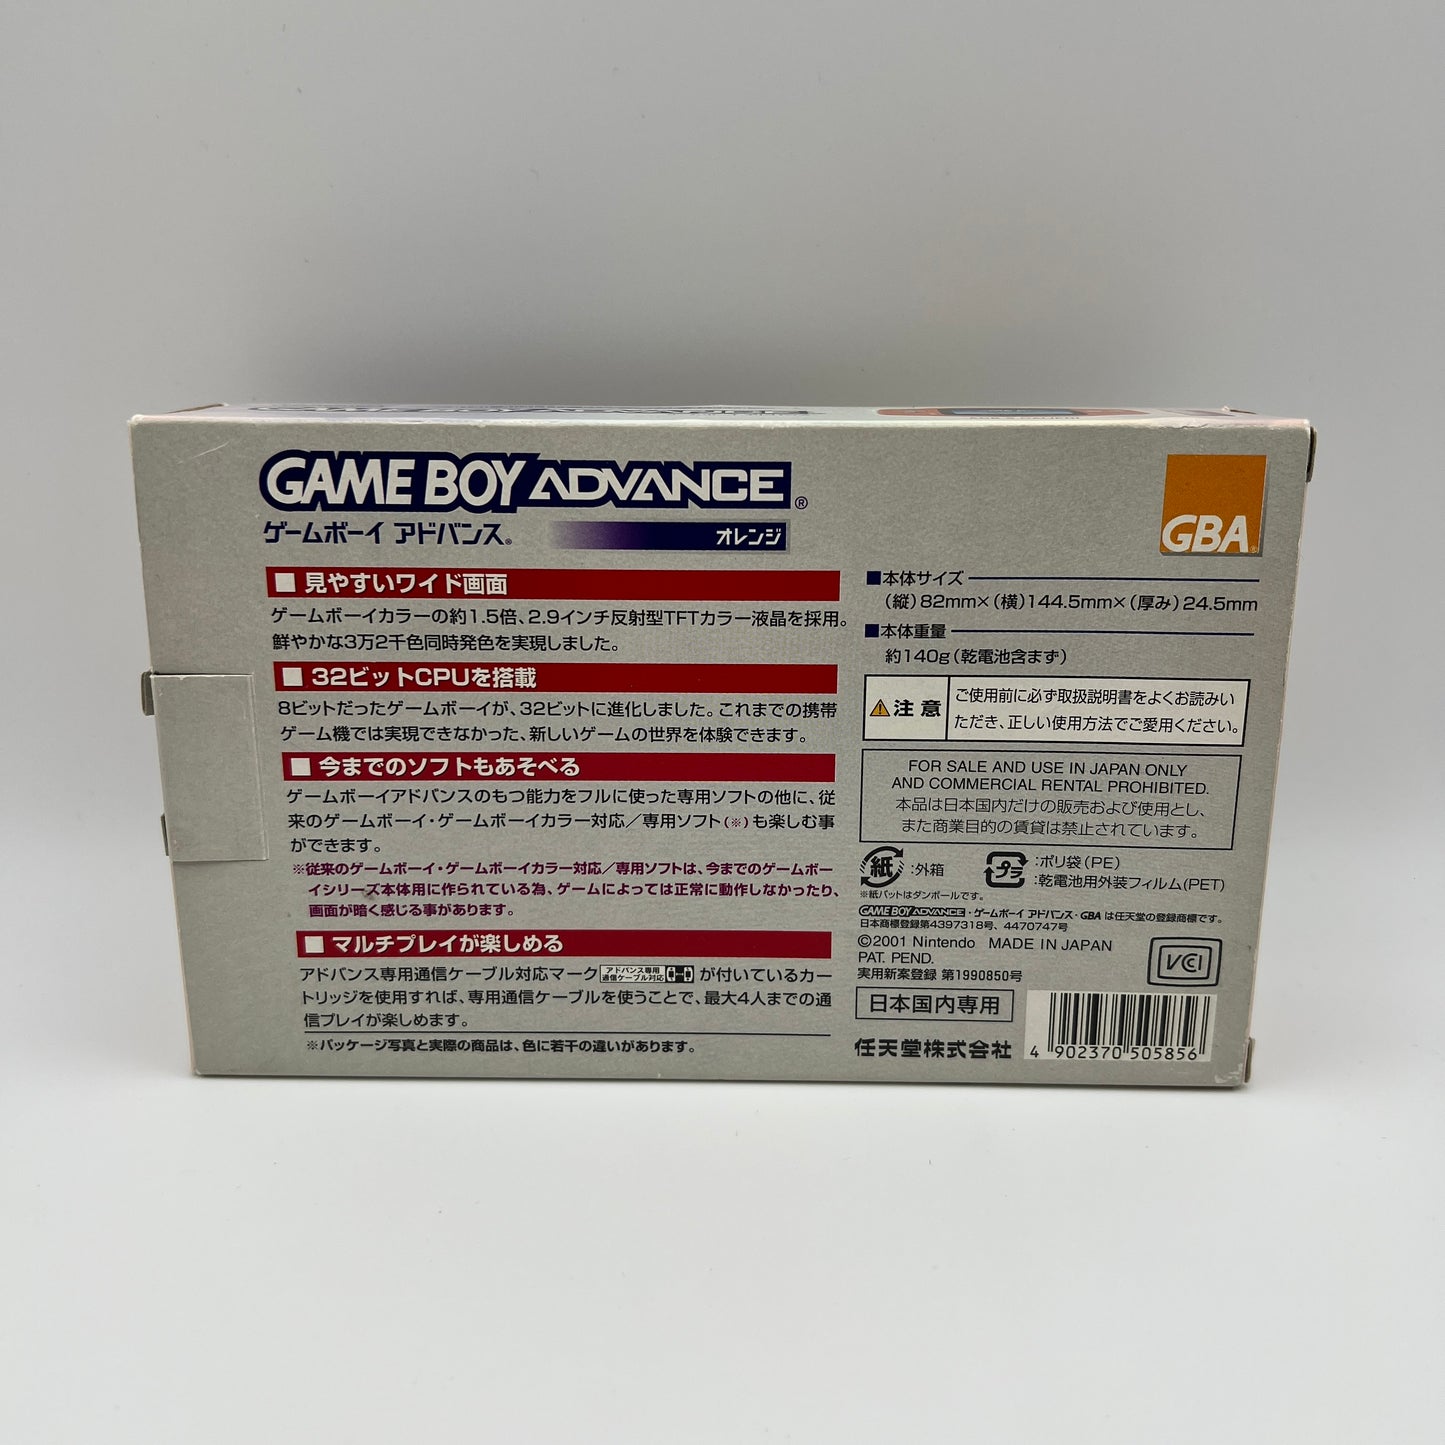 GAME BOY ADVANCE®
ゲームボーイ アドバンス®
オレンジ
GBA®
■ 見やすいワイド画面
ゲームボーイカラーの約1.5倍、2.9インチ反射型TFTカラー液晶を採用。
鮮やかな3万2千色同時発色を実現しました。
■ 32ビットCPUを搭載
8ビットだったゲームボーイが、32ビットに進化しました。これまでの携帯
ゲーム機では実現できなかった、新しいゲームの世界を体験できます。
■ 今までのソフトもあそべる
ゲームボーイアドバンスのもつ能力をフルに使った専用ソフトの他に、従
来のゲームボーイ・ゲームボーイカラー対応/専用ソフト(※)も楽しむ事
ができます。
※従来のゲームボーイ・ゲームボーイカラー対応/専用ソフトは、今までのゲームボー
イシリーズ本体用に作られている為、ゲームによっては正常に動作しなかったり、
画面が暗く感じる事があります。
■ マルチプレイが楽しめる
アドバンス専用通信ケーブル対応マーク アドバンス専用 通信ケーブル対応 が付いているカー
トリッジを使用すれば、専用通信ケーブルを使うことで、最大4人までの通
信プレイが楽しめます。
※パッケージ写真と実際の商品は、色に若干の違いがあります。
■本体サイズ
(縦)82mm×(横)144.5mm×(厚み)24.5mm
■本体重量
約140g(乾電池含まず)
⚠注意
ご使用前に必ず取扱説明書をよくお読みい
ただき、正しい使用方法でご愛用ください。
FOR SALE AND USE IN JAPAN ONLY
AND COMMERCIAL RENTAL PROHIBITED.
本品は日本国内だけの販売および使用とし、
また商業目的の賃貸は禁止されています。
紙 :外箱
※紙パットはダンボールです。
プラ :ポリ袋(PE)
:乾電池用外装フィルム(PET)
GAME BOY ADVANCE・ゲームボーイ アドバンス・GBA は任天堂の登録商標です。
日本商標登録第4397318号、4470747号
©2001 Nintendo MADE IN JAPAN
PAT. PEND.
実用新案登録 第1990850号
VCCI
日本国内専用
任天堂株式会社
4 902370 505856